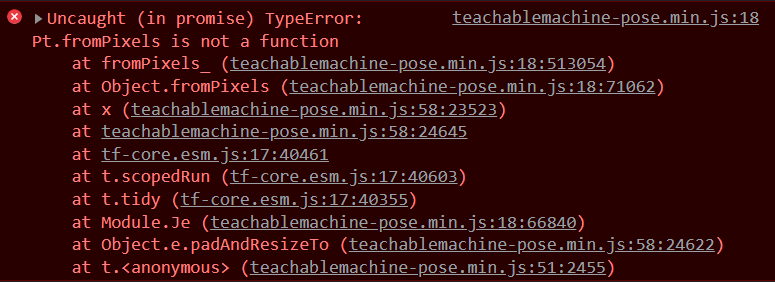 Uncaught (in promise) TypeError: teachablemachine-pose.min.js:18
Pt.fromPixels is not a function
at fromPixels_ (teachablemachine-pose.min.js:18:513054)
at Object.fromPixels (teachablemachine-pose.min.js:18:71062)
at x (teachablemachine-pose.min.js:58:23523)
at teachablemachine-pose.min.js:58:24645
at tf-core.esm.js:17:40461
at t.scopedRun (tf-core.esm.js:17:40603)
at t.tidy (tf-core.esm.js:17:40355)
at Module.Je (teachablemachine-pose.min.js:18:66840)
at Object.e.padAndResizeTo (teachablemachine-pose.min.js:58:24622)
at t.<anonymous> (teachablemachine-pose.min.js:51:2455)